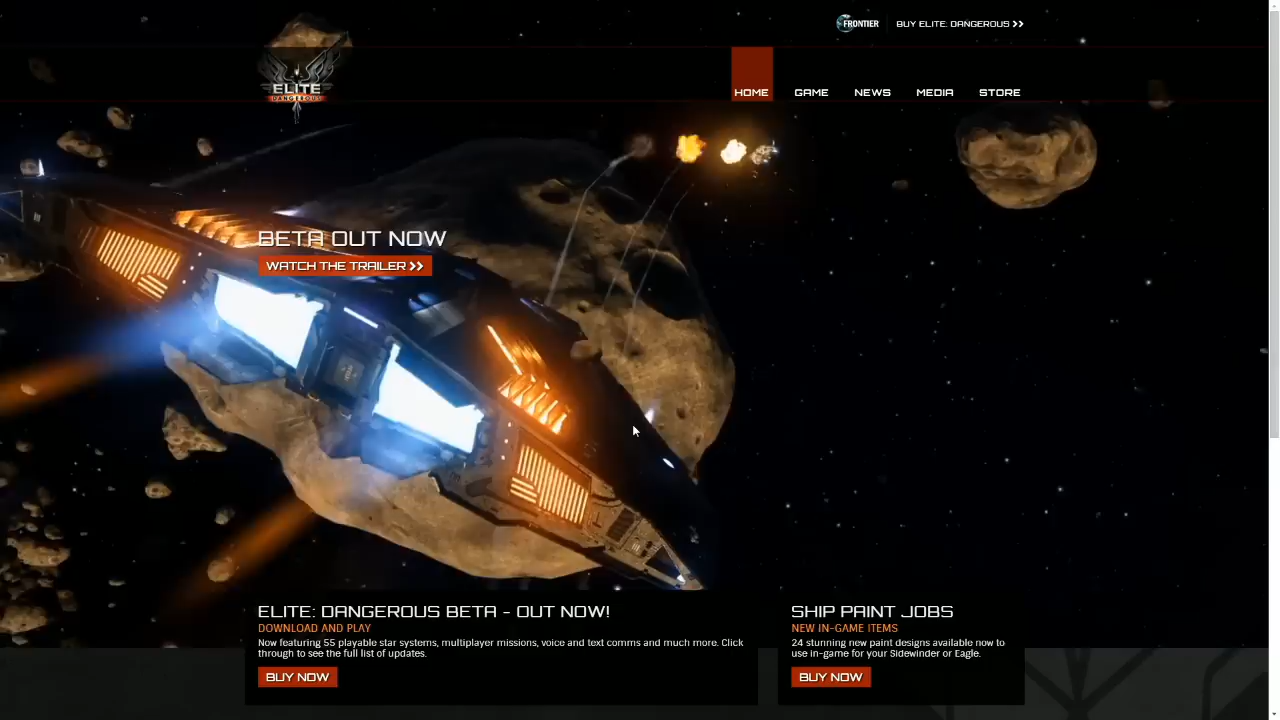 FRONTIER
BUY ELITE: DANGEROUS >>
ELITE
DANGEROUS
HOME GAME NEWS MEDIA STORE
BETA OUT NOW
WATCH THE TRAILER >>
ELITE: DANGEROUS BETA - OUT NOW!
DOWNLOAD AND PLAY
Now featuring 55 playable star systems, multiplayer missions, voice and text comms and much more. Click
through to see the full list of updates.
BUY NOW
SHIP PAINT JOBS
NEW IN-GAME ITEMS
24 stunning new paint designs available now to
use in-game for your Sidewinder or Eagle.
BUY NOW